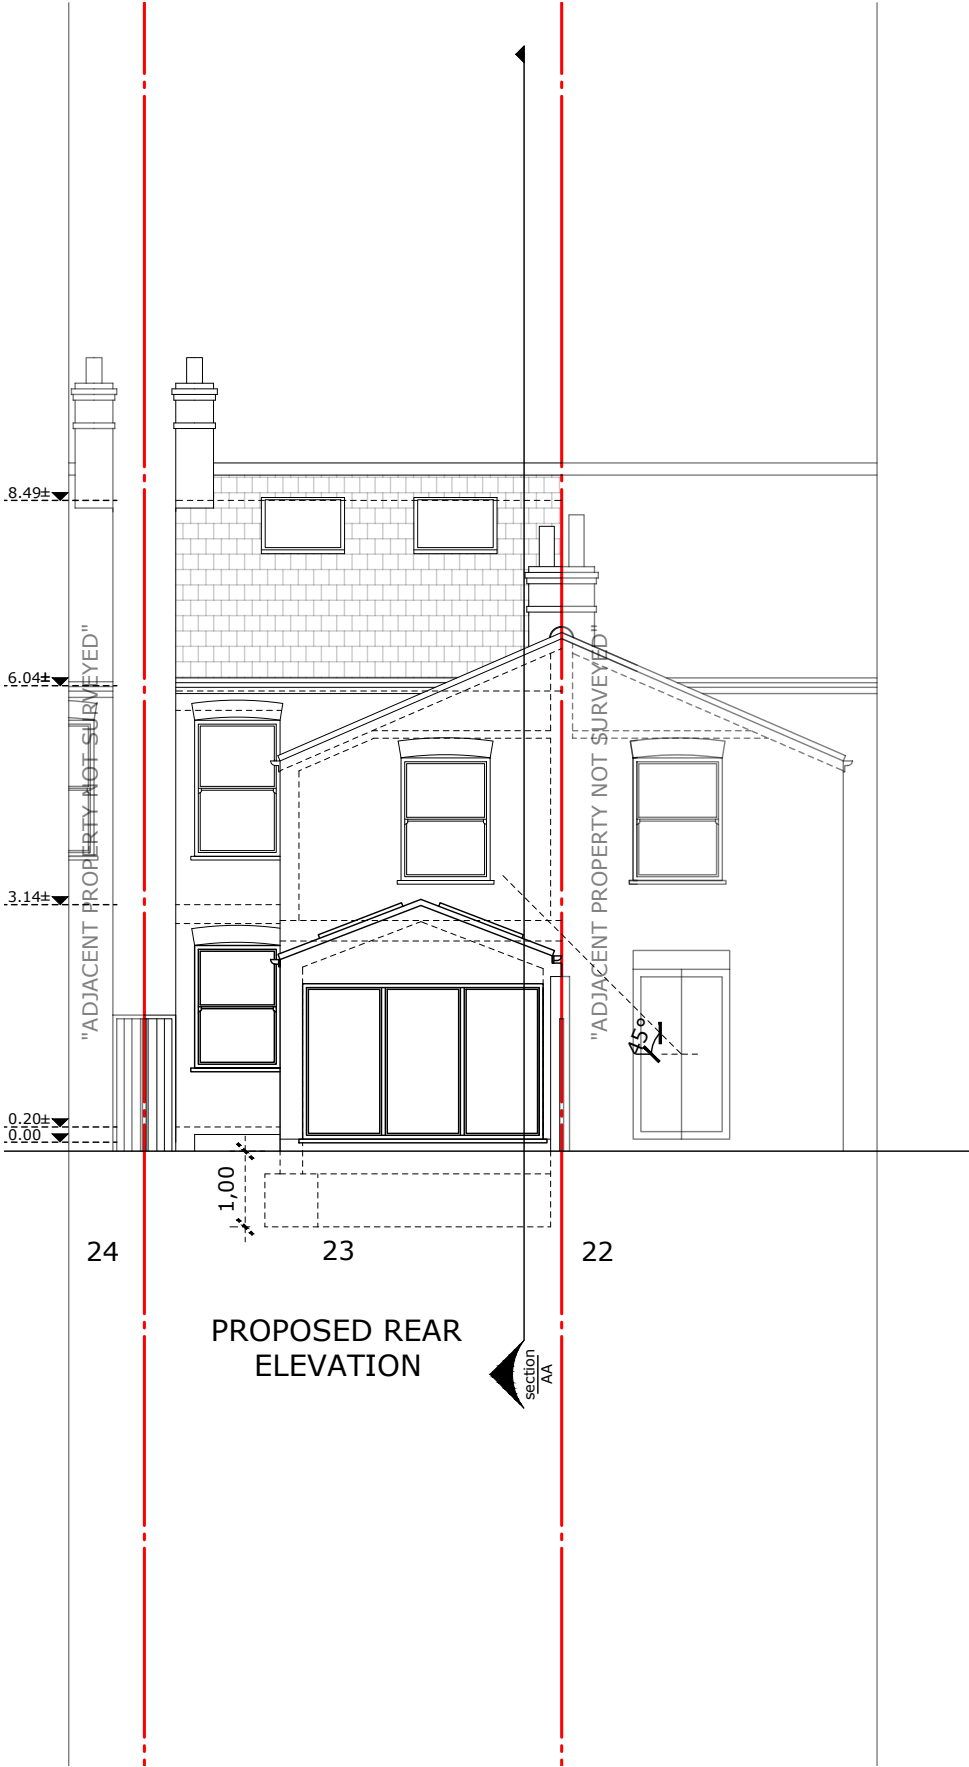 8.49±
6.04±
3.14±
0.20±
0.00
"ADJACENT PROPERTY NOT SURVEYED"
"ADJACENT PROPERTY NOT SURVEYED"
45°
1,00
24
23
22
PROPOSED REAR
ELEVATION
section
AA